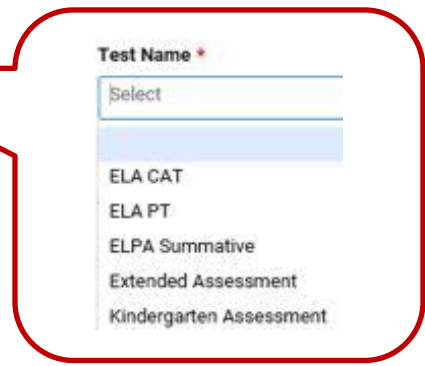 Test Name *
Select
ELA CAT
ELA PT
ELPA Summative
Extended Assessment
Kindergarten Assessment